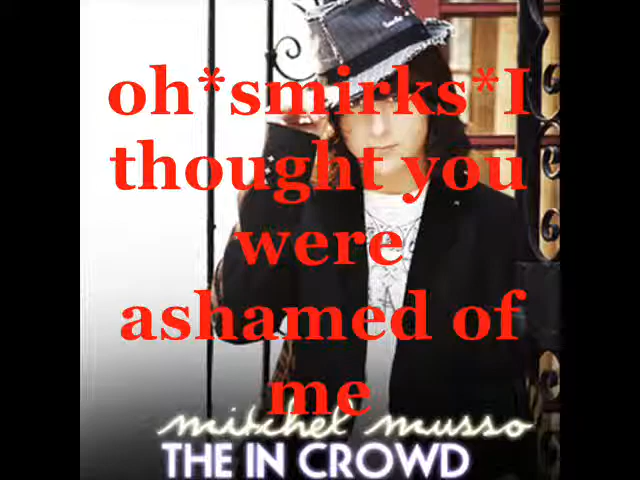 oh*smirks*I
thought you
were
ashamed of
me
mitchel musso
THE IN CROWD